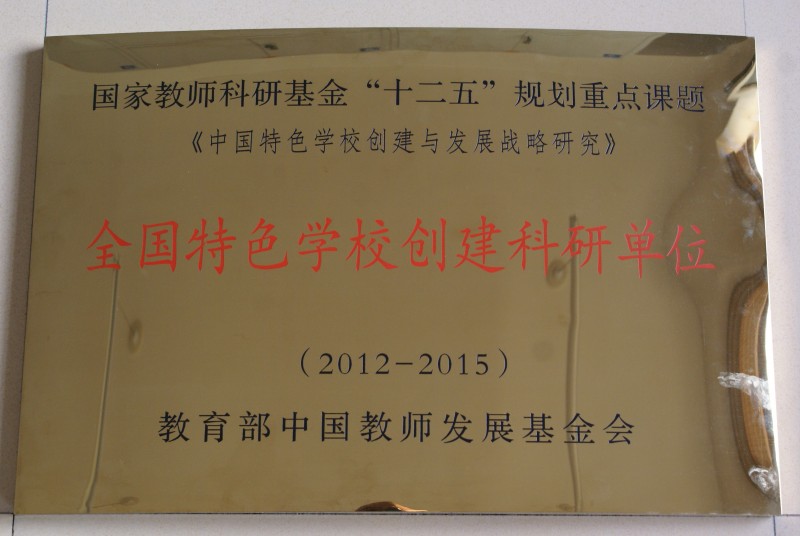 国家教师科研基金“十二五”规划重点课题
《中国特色学校创建与发展战略研究》
全国特色学校创建科研单位
（2012-2015）
教育部中国教师发展基金会